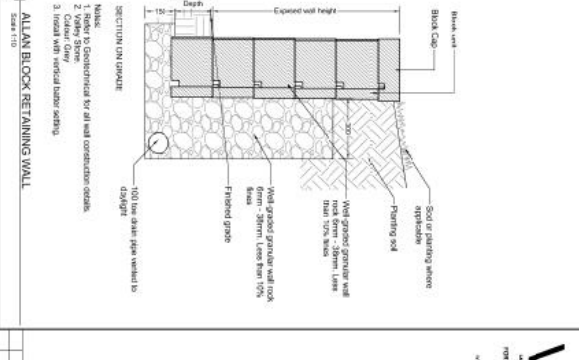 Block unit
Block Cap
Exposed wall height
Depth
150
300
Sod or planting where
applicable
Planting soil
Well-graded granular wall
rock 6mm - 38mm. Less
than 10% fines
Well-graded granular wall rock
6mm - 38mm. Less than 10%
fines
Finished grade
100 toe drain pipe vented to
daylight
SECTION ON GRADE
Notes:
1. Refer to Geotechnical for all wall construction details.
2. Valley Stone.
Colour: Grey
3. Install with vertical batter setting.
ALLAN BLOCK RETAINING WALL
Scale 1:10